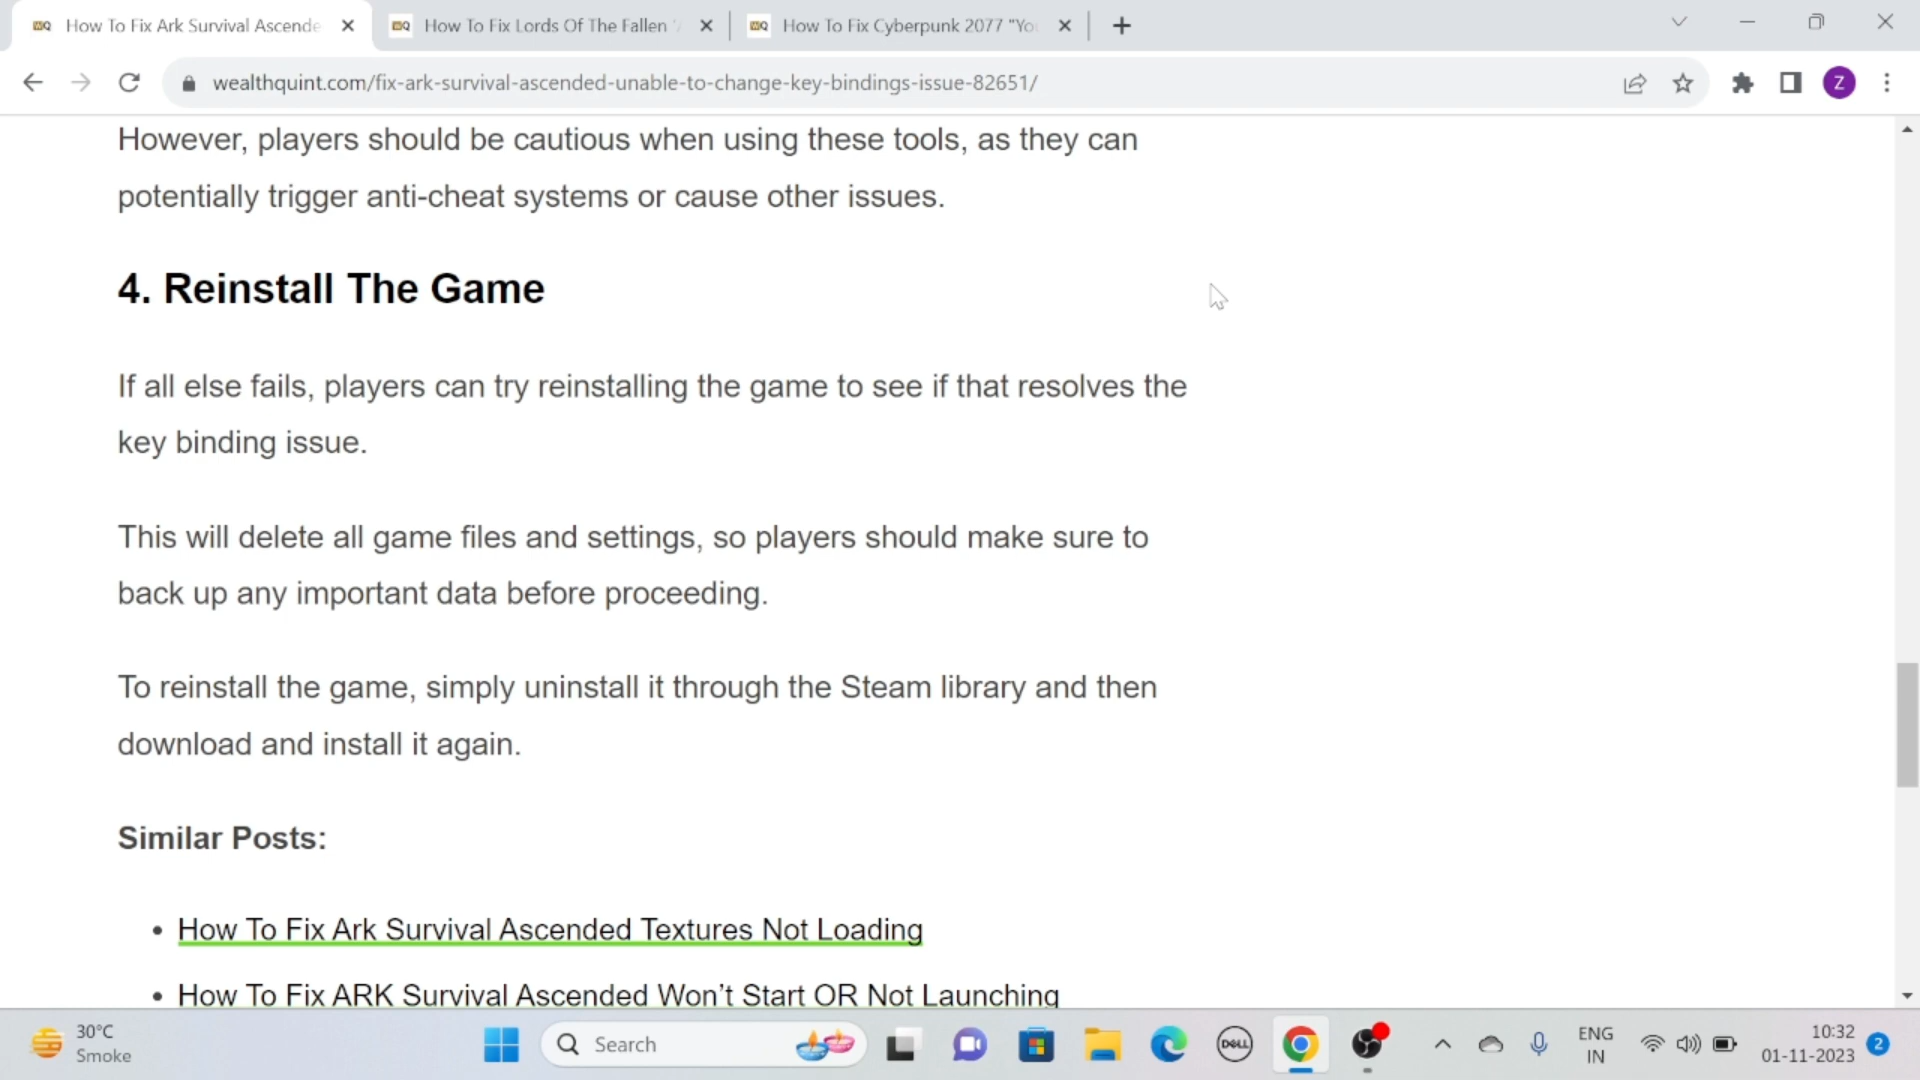 How To Fix Ark Survival Ascende
How To Fix Lords Of The Fallen
How To Fix Cyberpunk 2077 "Yo
wealthquint.com/fix-ark-survival-ascended-unable-to-change-key-bindings-issue-82651/
Z
However, players should be cautious when using these tools, as they can
potentially trigger anti-cheat systems or cause other issues.
4. Reinstall The Game
If all else fails, players can try reinstalling the game to see if that resolves the
key binding issue.
This will delete all game files and settings, so players should make sure to
back up any important data before proceeding.
To reinstall the game, simply uninstall it through the Steam library and then
download and install it again.
Similar Posts:
• How To Fix Ark Survival Ascended Textures Not Loading
• How To Fix ARK Survival Ascended Won’t Start OR Not Launching
30°C
Smoke
Search
DELL
ENG
IN
10:32
01-11-2023
2